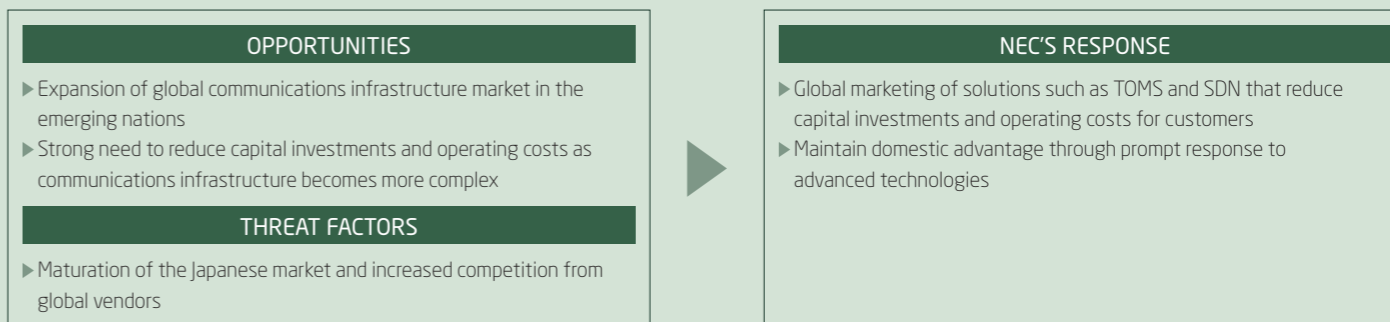 OPPORTUNITIES
▶ Expansion of global communications infrastructure market in the
emerging nations
▶ Strong need to reduce capital investments and operating costs as
communications infrastructure becomes more complex
THREAT FACTORS
▶ Maturation of the Japanese market and increased competition from
global vendors
NEC'S RESPONSE
▶ Global marketing of solutions such as TOMS and SDN that reduce
capital investments and operating costs for customers
▶ Maintain domestic advantage through prompt response to
advanced technologies